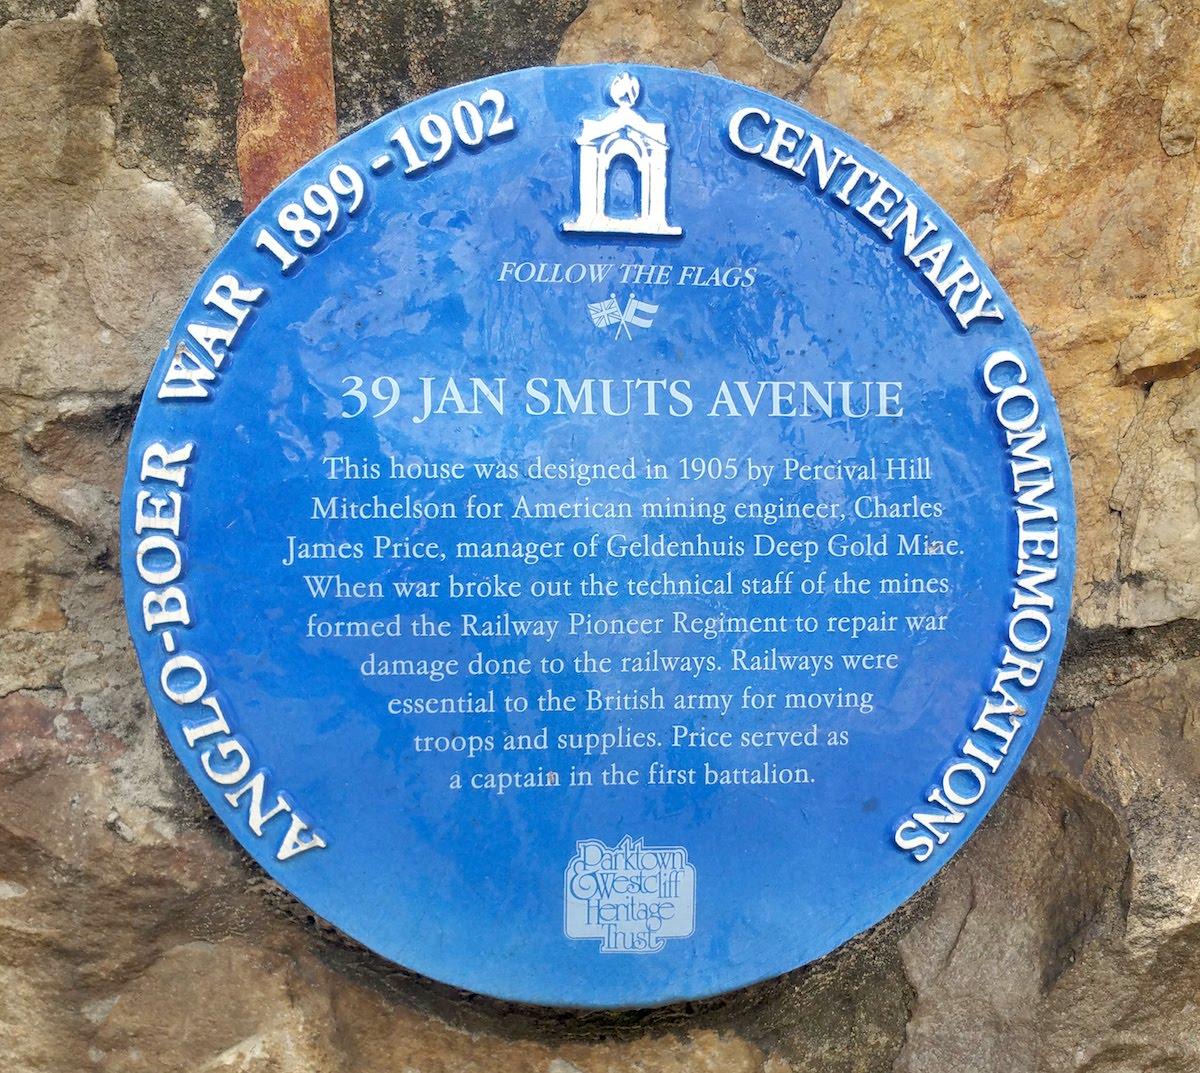 ANGLO-BOER WAR 1899-1902
CENTENARY COMMEMORATIONS
FOLLOW THE FLAGS
39 JAN SMUTS AVENUE
This house was designed in 1905 by Percival Hill
Mitchelson for American mining engineer, Charles
James Price, manager of Geldenhuis Deep Gold Mine.
When war broke out the technical staff of the mines
formed the Railway Pioneer Regiment to repair war
damage done to the railways. Railways were
essential to the British army for moving
troops and supplies. Price served as
a captain in the first battalion.
Parktown
& Westcliff
Heritage
Trust